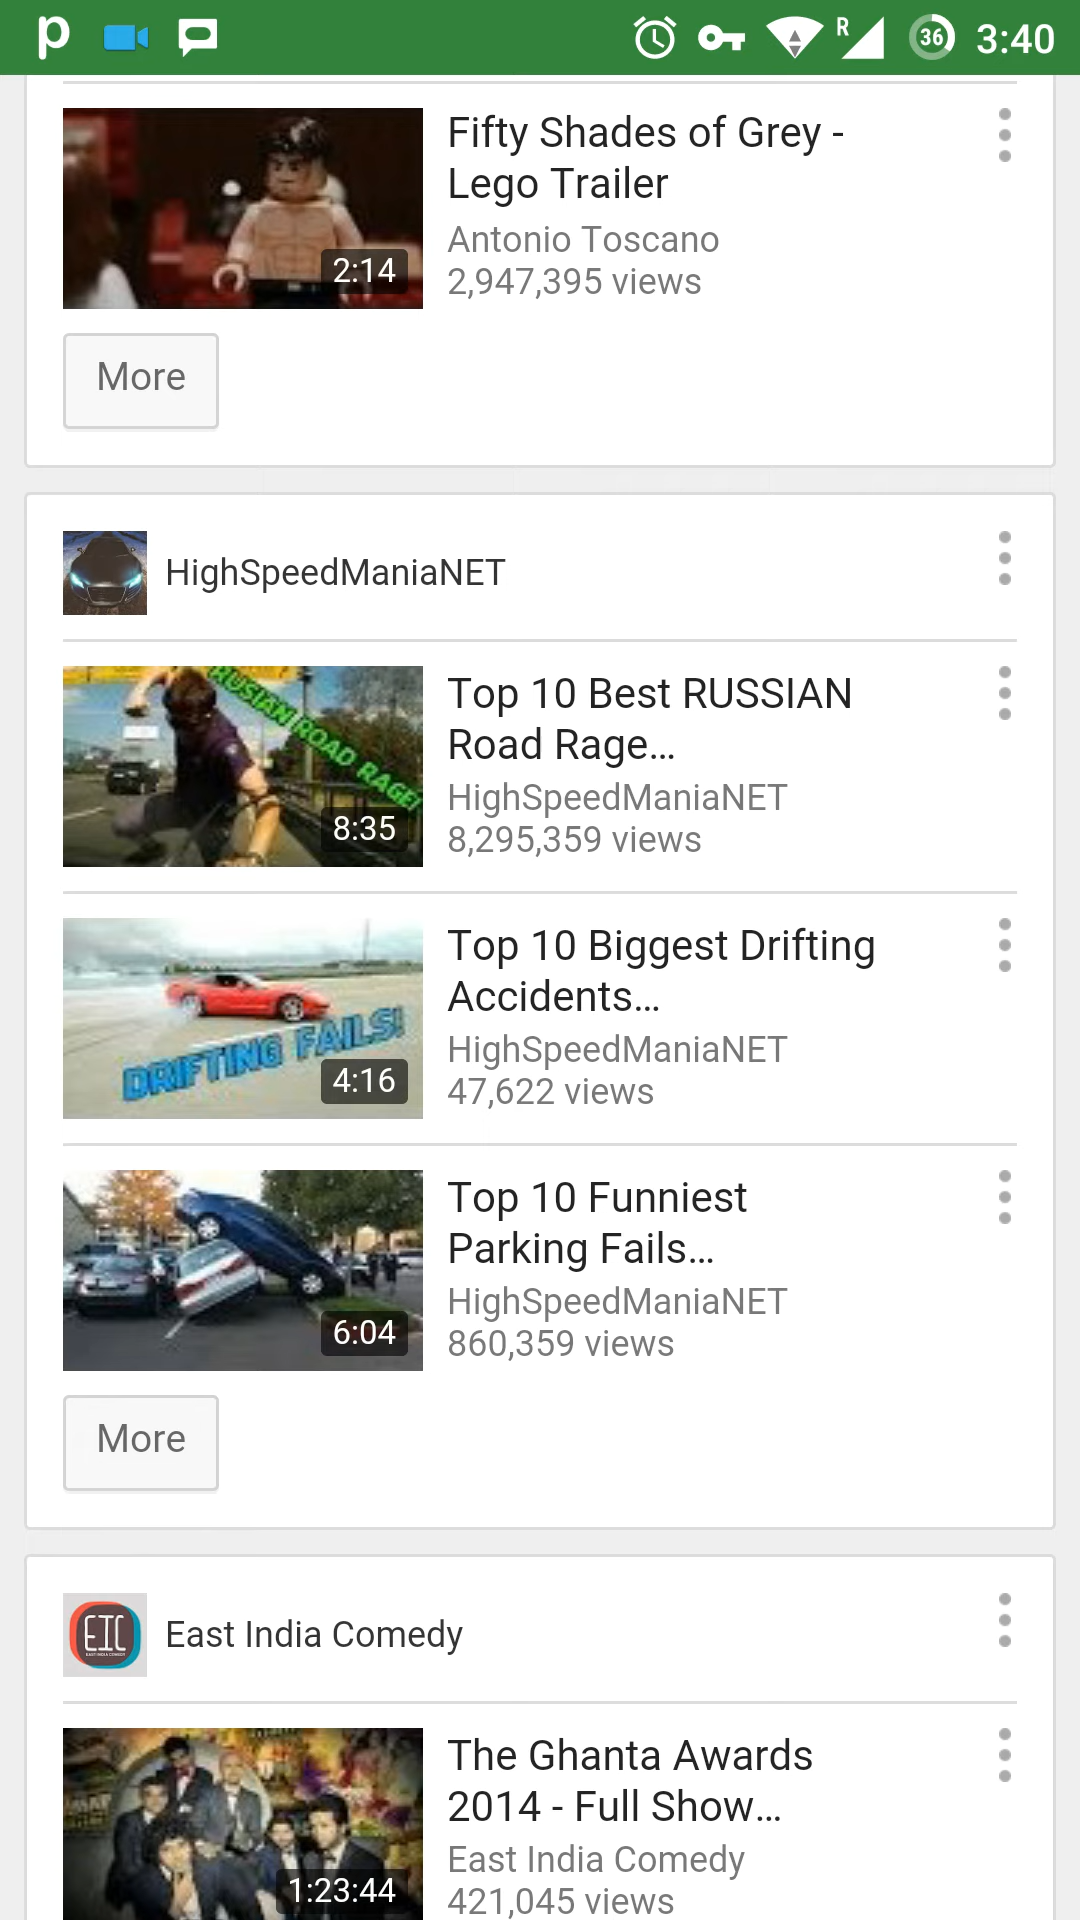 36 3:40
R
Fifty Shades of Grey -
Lego Trailer
Antonio Toscano
2,947,395 views
2:14
More
HighSpeedManiaNET
RUSIAN ROAD RAGE!
8:35
Top 10 Best RUSSIAN
Road Rage...
HighSpeedManiaNET
8,295,359 views
DRIFTING FAILS!
4:16
Top 10 Biggest Drifting
Accidents...
HighSpeedManiaNET
47,622 views
6:04
Top 10 Funniest
Parking Fails...
HighSpeedManiaNET
860,359 views
More
EIC
EAST INDIA COMEDY
East India Comedy
1:23:44
The Ghanta Awards
2014 - Full Show...
East India Comedy
421,045 views